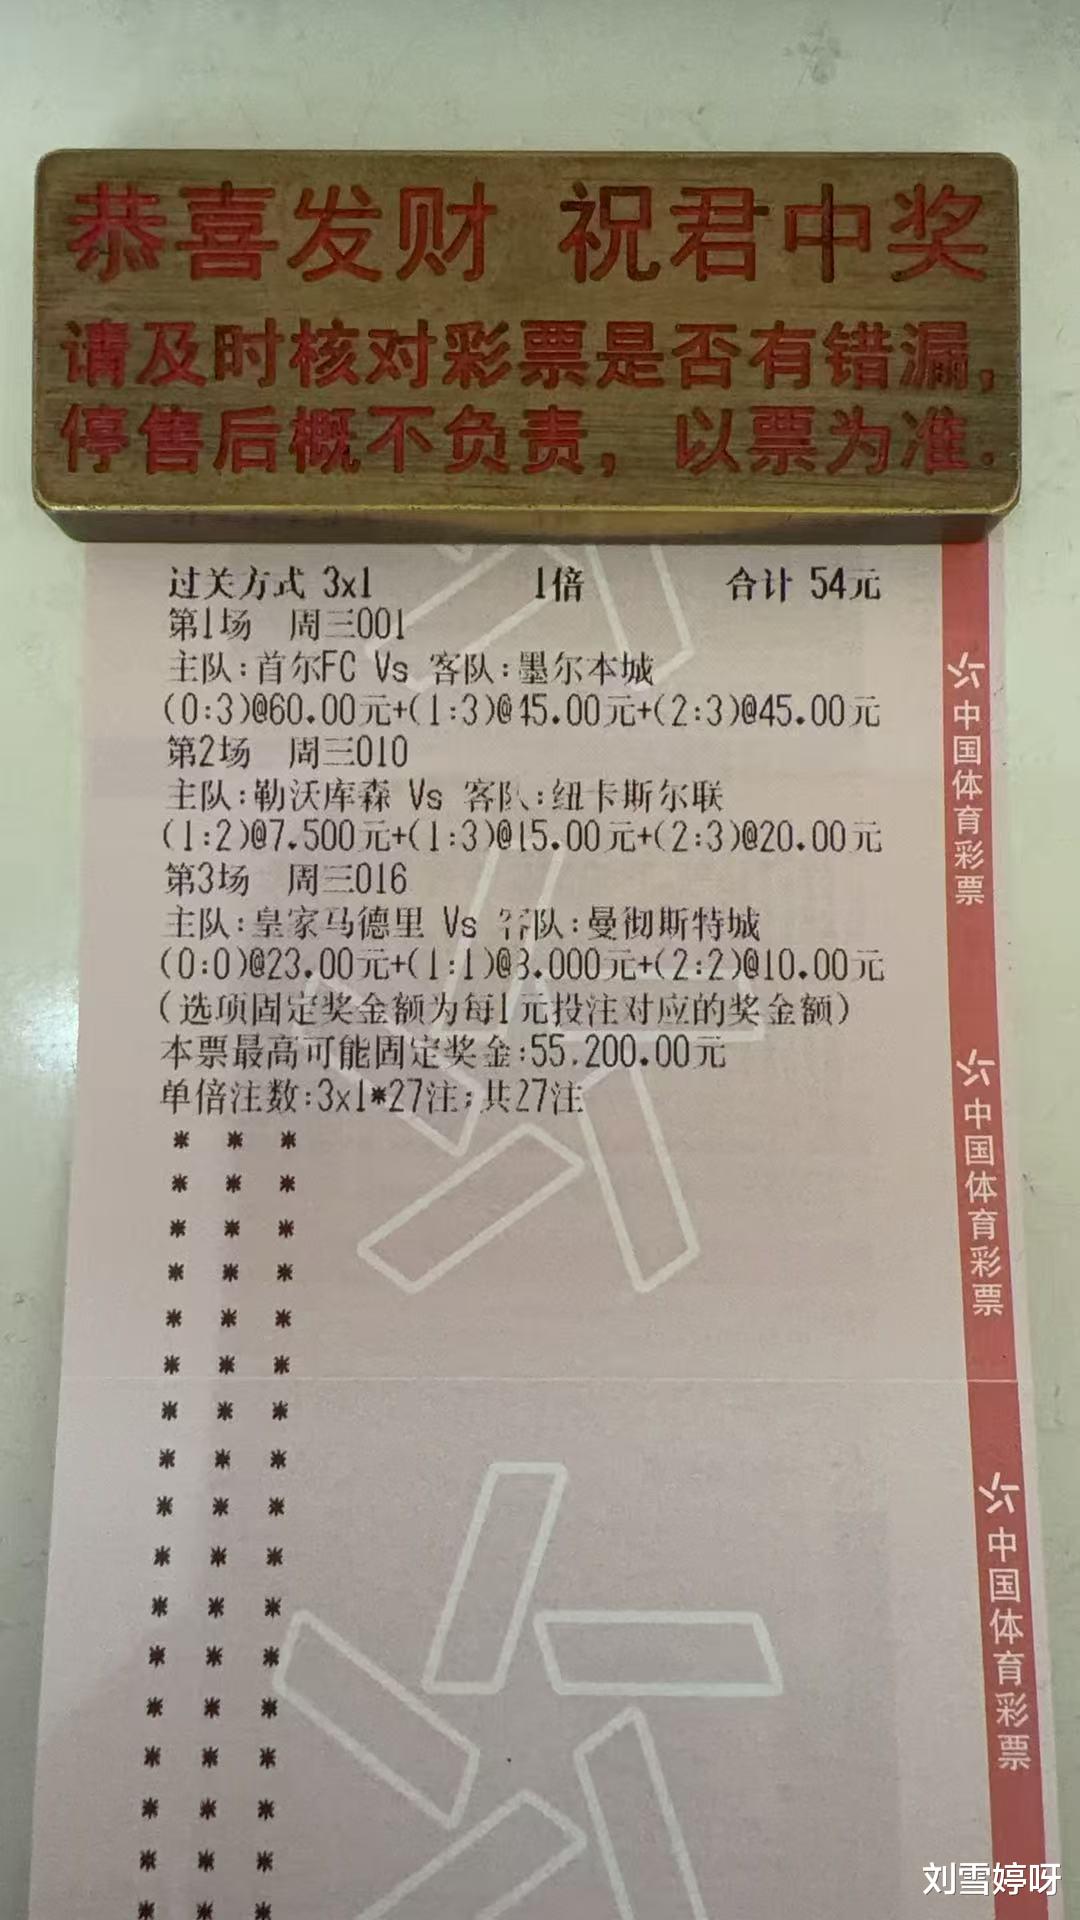 恭喜发财 祝君中奖
请及时核对彩票是否有错漏,
停售后概不负责, 以票为准.
过关方式 3x1 1倍 合计 54元
第1场 周三001
主队:首尔FC Vs 客队:墨尔本城
(0:3)@60.00元+(1:3)@45.00元+(2:3)@45.00元
第2场 周三010
主队:勒沃库森 Vs 客队:纽卡斯尔联
(1:2)@7.500元+(1:3)@15.00元+(2:3)@20.00元
第3场 周三016
主队:皇家马德里 Vs 客队:曼彻斯特城
(0:0)@23.00元+(1:1)@8.000元+(2:2)@10.00元
(选项固定奖金额为每1元投注对应的奖金额)
本票最高可能固定奖金:55,200.00元
单倍注数:3x1*27注;共27注
中国体育彩票
中国体育彩票
中国体育彩票
刘雪婷呀